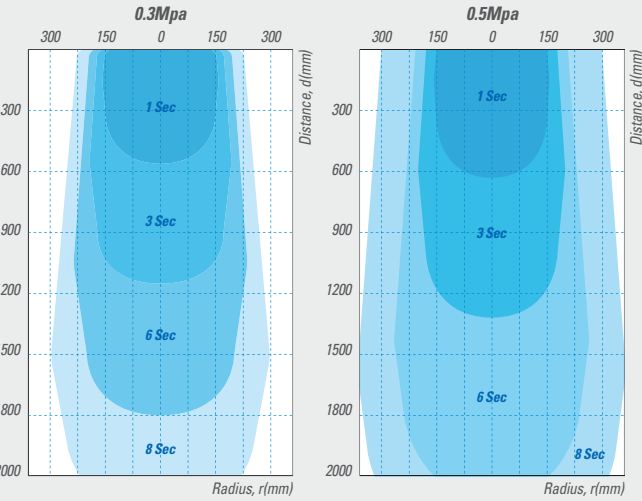 0.3Mpa
300 150 0 150 300
Distance, d(mm)
300
600
900
1200
1500
1800
2000
1 Sec
3 Sec
6 Sec
8 Sec
Radius, r(mm)
0.5Mpa
300 150 0 150 300
Distance, d(mm)
300
600
900
1200
1500
1800
2000
1 Sec
3 Sec
6 Sec
8 Sec
Radius, r(mm)